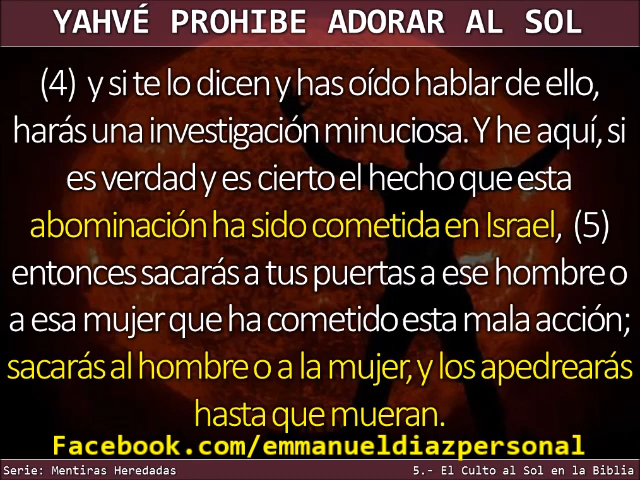 YAHVÉ PROHIBE ADORAR AL SOL
(4) y si te lo dicen y has oído hablar de ello,
harás una investigación minuciosa. Y he aquí, si
es verdad y es cierto el hecho que esta
abominación ha sido cometida en Israel, (5)
entonces sacarás a tus puertas a ese hombre o
a esa mujer que ha cometido esta mala acción;
sacarás al hombre o a la mujer, y los apedrearás
hasta que mueran.
Facebook.com/emmanueldiazpersonal
Serie: Mentiras Heredadas
5.- El Culto al Sol en la Biblia